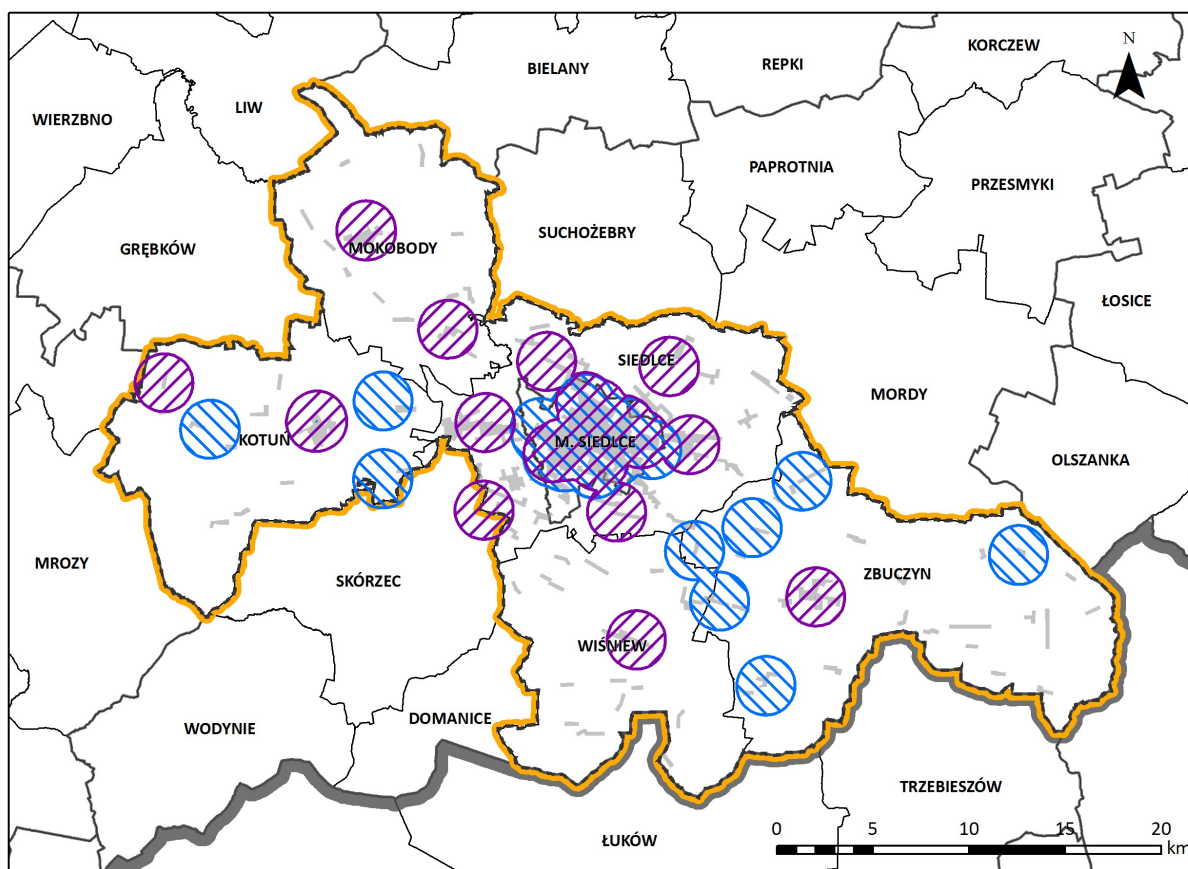 N
KORCZEW
REPKI
BIELANY
LIW
WIERZBNO
PAPROTNIA
PRZESMYKI
SUCHOŻEBRY
MOKOBODY
GRĘBKÓW
ŁOSICE
SIEDLCE
MORDY
KOTUŃ
M. SIEDLCE
OLSZANKA
MROZY
SKÓRZEC
ZBUCZYN
WIŚNIEW
DOMANICE
WODYNIE
TRZEBIESZÓW
ŁUKÓW
0 5 10 15 20
km